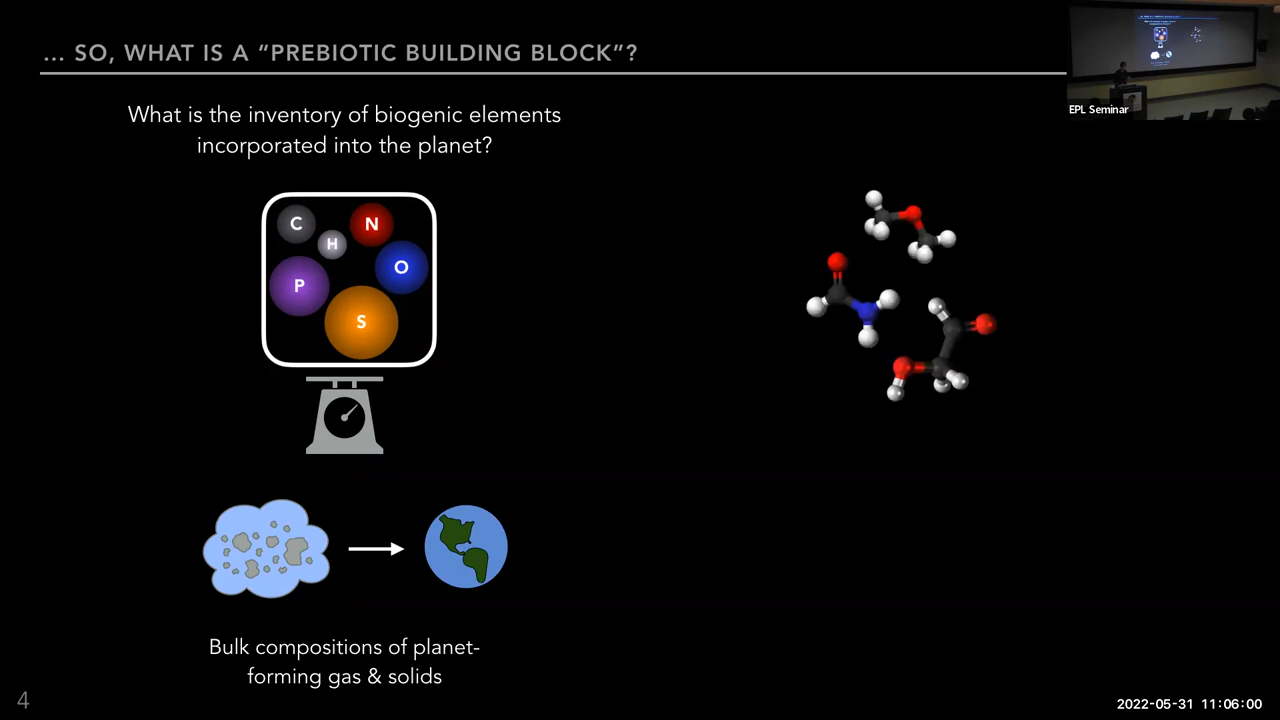 ... SO, WHAT IS A “PREBIOTIC BUILDING BLOCK”?
EPL Seminar
What is the inventory of biogenic elements
incorporated into the planet?
C
N
H
O
P
S
Bulk compositions of planet-
forming gas & solids
4
2022-05-31 11:06:00